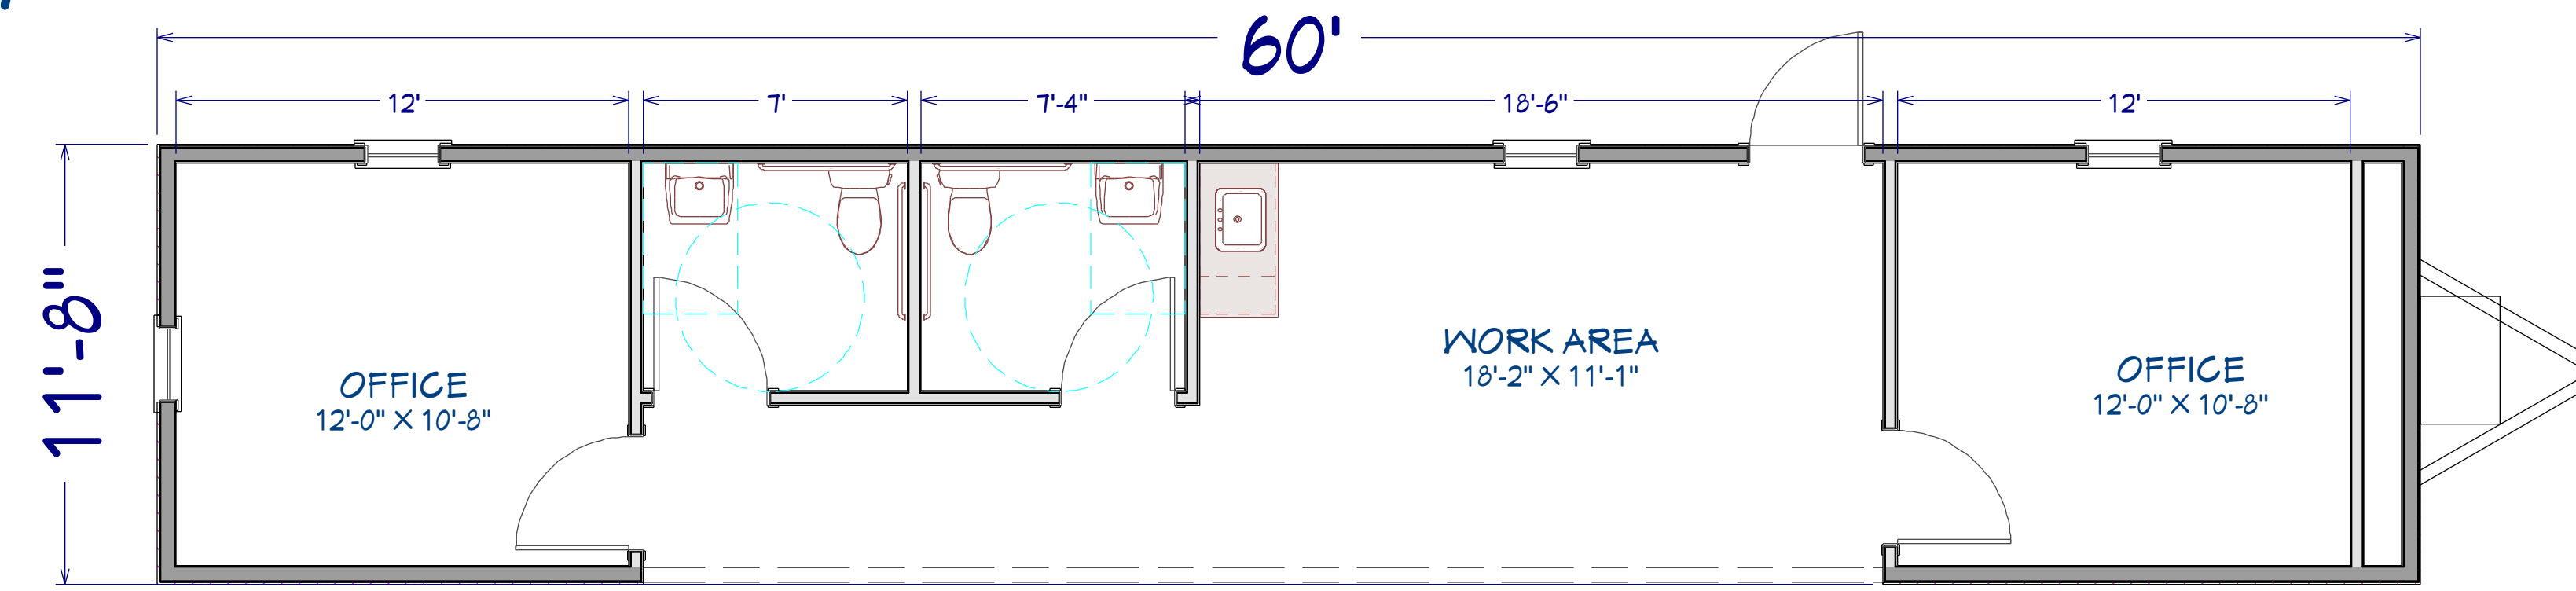 60'
12'
7'
7'-4"
18'-6"
12'
11'-8"
OFFICE
12'-0" X 10'-8"
WORK AREA
18'-2" X 11'-1"
OFFICE
12'-0" X 10'-8"